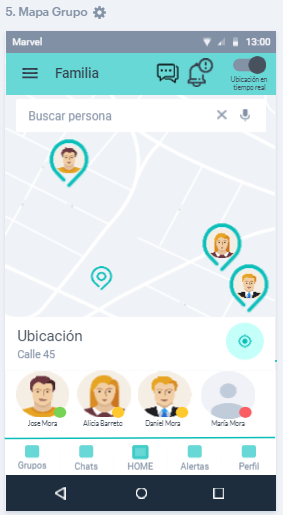 5. Mapa Grupo
Marvel 13:00
Familia
Ubicación en
tiempo real
Buscar persona
Ubicación
Calle 45
Jose Mora Alicia Barreto Daniel Mora María Mora
Grupos Chats HOME Alertas Perfil